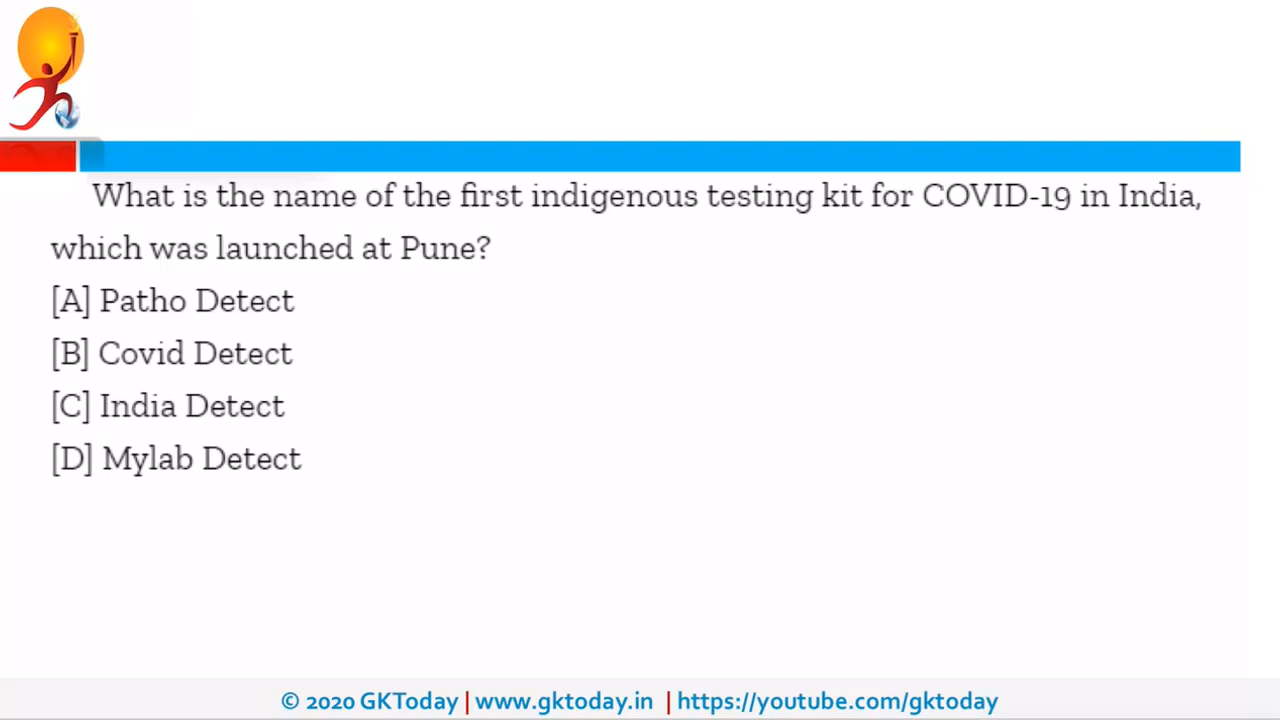 What is the name of the first indigenous testing kit for COVID-19 in India,
which was launched at Pune?
[A] Patho Detect
[B] Covid Detect
[C] India Detect
[D] Mylab Detect
© 2020 GKToday | www.gktoday.in | https://youtube.com/gktoday